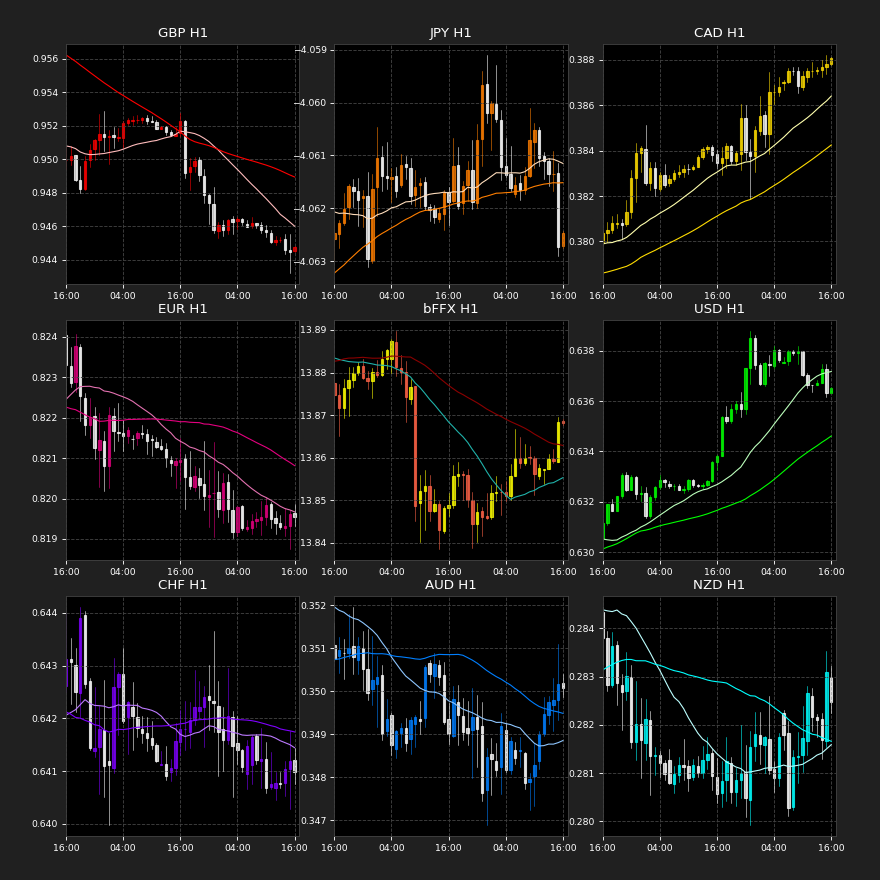 GBP H1
0.956
0.954
0.952
0.950
0.948
0.946
0.944
16:00 04:00 16:00 04:00 16:00
JPY H1
−4.059
−4.060
−4.061
−4.062
−4.063
16:00 04:00 16:00 04:00 16:00
CAD H1
0.388
0.386
0.384
0.382
0.380
16:00 04:00 16:00 04:00 16:00
EUR H1
0.824
0.823
0.822
0.821
0.820
0.819
16:00 04:00 16:00 04:00 16:00
bFFX H1
13.89
13.88
13.87
13.86
13.85
13.84
16:00 04:00 16:00 04:00 16:00
USD H1
0.638
0.636
0.634
0.632
0.630
16:00 04:00 16:00 04:00 16:00
CHF H1
0.644
0.643
0.642
0.641
0.640
16:00 04:00 16:00 04:00 16:00
AUD H1
0.352
0.351
0.350
0.349
0.348
0.347
16:00 04:00 16:00 04:00 16:00
NZD H1
0.284
0.283
0.282
0.281
0.280
16:00 04:00 16:00 04:00 16:00